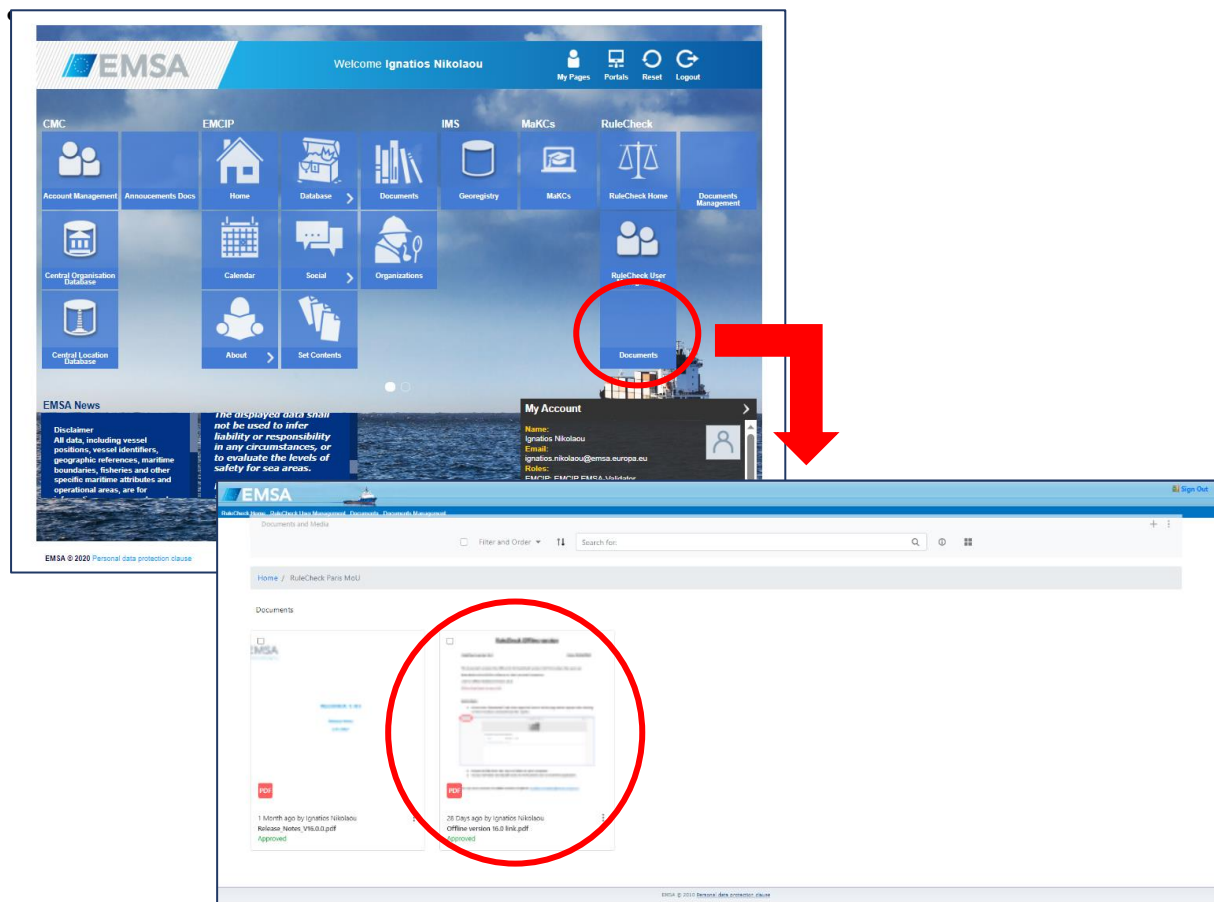 EMSA
Welcome Ignatios Nikolaou
My Pages Portals Reset Logout
CMC EMCIP IMS MaKCs RuleCheck
Account Management Annoucements Docs Home Database Documents Georegistry MaKCs RuleCheck Home Documents Management
Central Organisation Database Calendar Social Organizations RuleCheck User
Central Location Database About Set Contents Documents
EMSA News
Disclaimer
All data, including vessel
positions, vessel identifiers,
geographic references, maritime
boundaries, fisheries and other
specific maritime attributes and
operational areas, are for
The displayed data shall
not be used to infer
liability or responsibility
in any circumstances, or
to evaluate the levels of
safety for sea areas.
My Account
Name:
Ignatios Nikolaou
Email:
ignatios.nikolaou@emsa.europa.eu
Roles:
EMCIP: EMCIP EMSA-Validator
EMSA © 2020 Personal data protection clause
EMSA
Sign Out
RuleCheck Home RuleCheck User Management Documents Documents Management
Documents and Media
Filter and Order
Search for:
Home / RuleCheck Paris MoU
Documents
EMSA
RuleCheck Offline version
PDF
PDF
1 Month ago by Ignatios Nikolaou
Release_Notes_V16.0.0.pdf
Approved
28 Days ago by Ignatios Nikolaou
Offline version 16.0 link.pdf
Approved
EMSA © 2010 Personal data protection clause